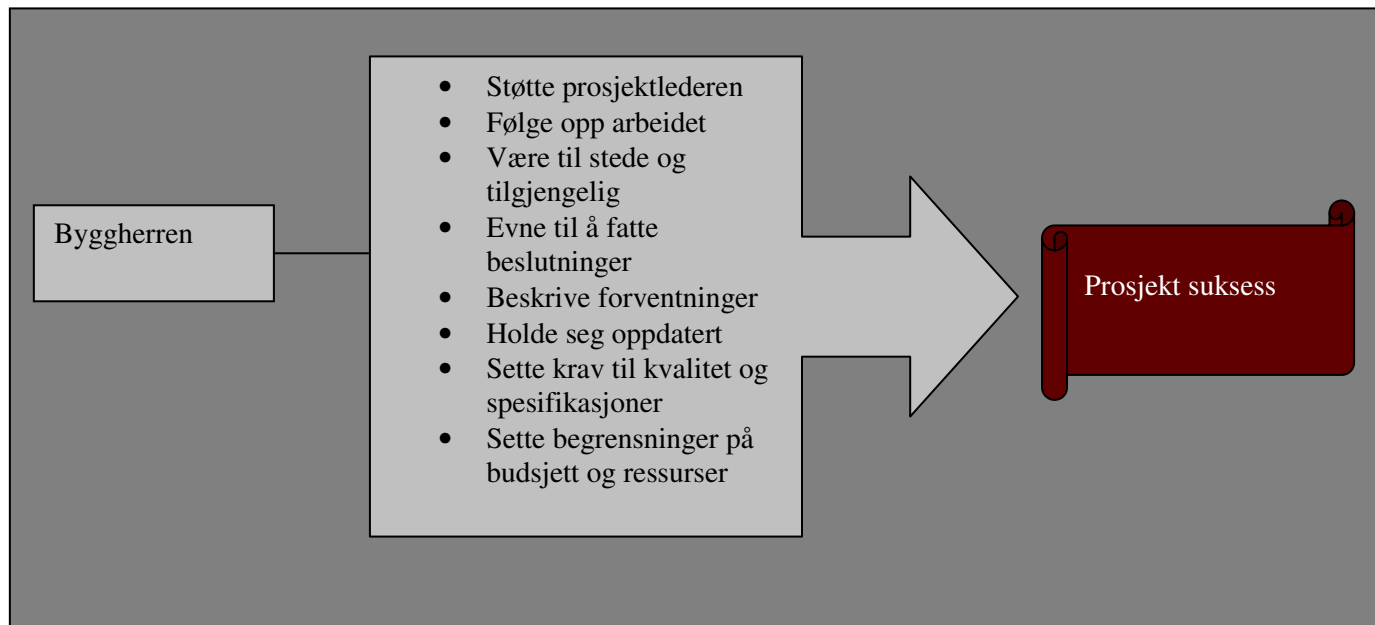 Byggherren
• Støtte prosjektlederen
• Følge opp arbeidet
• Være til stede og
tilgjengelig
• Evne til å fatte
beslutninger
• Beskrive forventninger
• Holde seg oppdatert
• Sette krav til kvalitet og
spesifikasjoner
• Sette begrensninger på
budsjett og ressurser
Prosjekt suksess